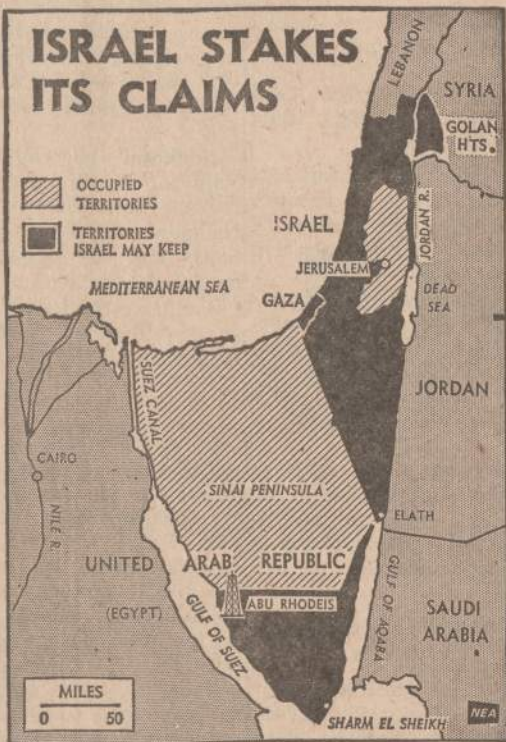 ISRAEL STAKES
ITS CLAIMS
OCCUPIED
TERRITORIES
TERRITORIES
ISRAEL MAY KEEP
LEBANON
SYRIA
GOLAN
HTS.
ISRAEL
JORDAN R.
JERUSALEM
MEDITERRANEAN SEA
GAZA
DEAD
SEA
SUEZ CANAL
JORDAN
CAIRO
SINAI PENINSULA
NILE R.
ELATH
UNITED ARAB REPUBLIC
(EGYPT)
ABU RHODEIS
GULF OF SUEZ
GULF OF AQABA
SAUDI
ARABIA
MILES
0 50
SHARM EL SHEIKH
NEA